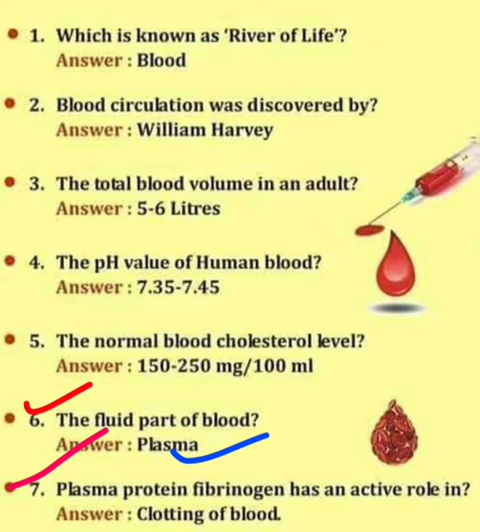 1. Which is known as ‘River of Life’?
Answer : Blood
2. Blood circulation was discovered by?
Answer : William Harvey
3. The total blood volume in an adult?
Answer : 5-6 Litres
4. The pH value of Human blood?
Answer : 7.35-7.45
5. The normal blood cholesterol level?
Answer : 150-250 mg/100 ml
6. The fluid part of blood?
Answer : Plasma
7. Plasma protein fibrinogen has an active role in?
Answer : Clotting of blood.